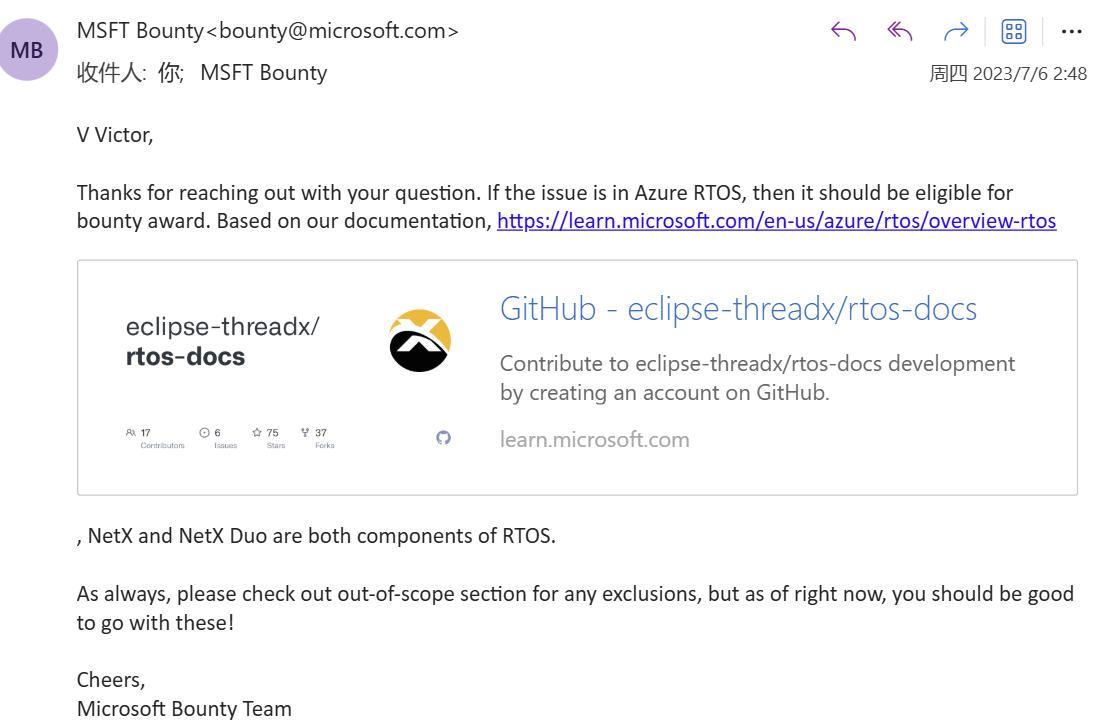 MB
MSFT Bounty<bounty@microsoft.com>
收件人: 你; MSFT Bounty
周四 2023/7/6 2:48
V Victor,
Thanks for reaching out with your question. If the issue is in Azure RTOS, then it should be eligible for
bounty award. Based on our documentation, https://learn.microsoft.com/en-us/azure/rtos/overview-rtos
eclipse-threadx/
rtos-docs
17
Contributors
6
Issues
75
Stars
37
Forks
GitHub - eclipse-threadx/rtos-docs
Contribute to eclipse-threadx/rtos-docs development
by creating an account on GitHub.
learn.microsoft.com
, NetX and NetX Duo are both components of RTOS.
As always, please check out out-of-scope section for any exclusions, but as of right now, you should be good
to go with these!
Cheers,
Microsoft Bounty Team